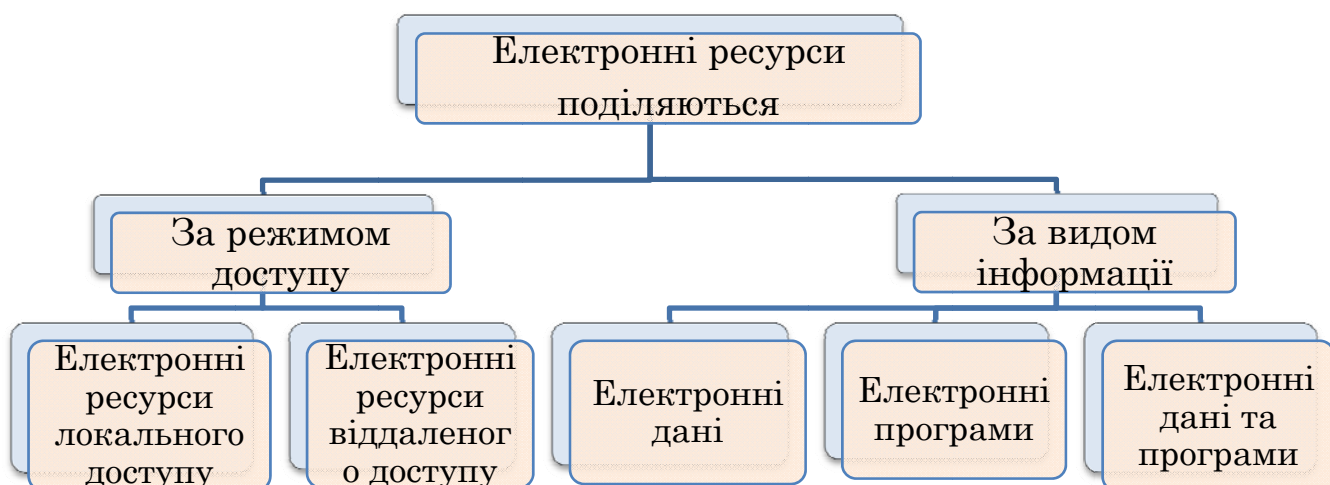 Електронні ресурси
поділяються
За режимом
доступу
За видом
інформації
Електронні
ресурси
локального
доступу
Електронні
ресурси
віддаленог
о доступу
Електронні
дані
Електронні
програми
Електронні
дані та
програми